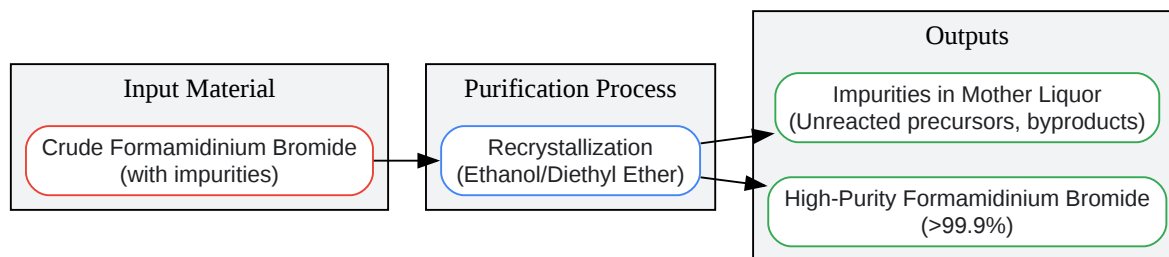 Input Material
Crude Formamidinium Bromide
(with impurities)
Purification Process
Recrystallization
(Ethanol/Diethyl Ether)
Outputs
Impurities in Mother Liquor
(Unreacted precursors, byproducts)
High-Purity Formamidinium Bromide
(>99.9%)